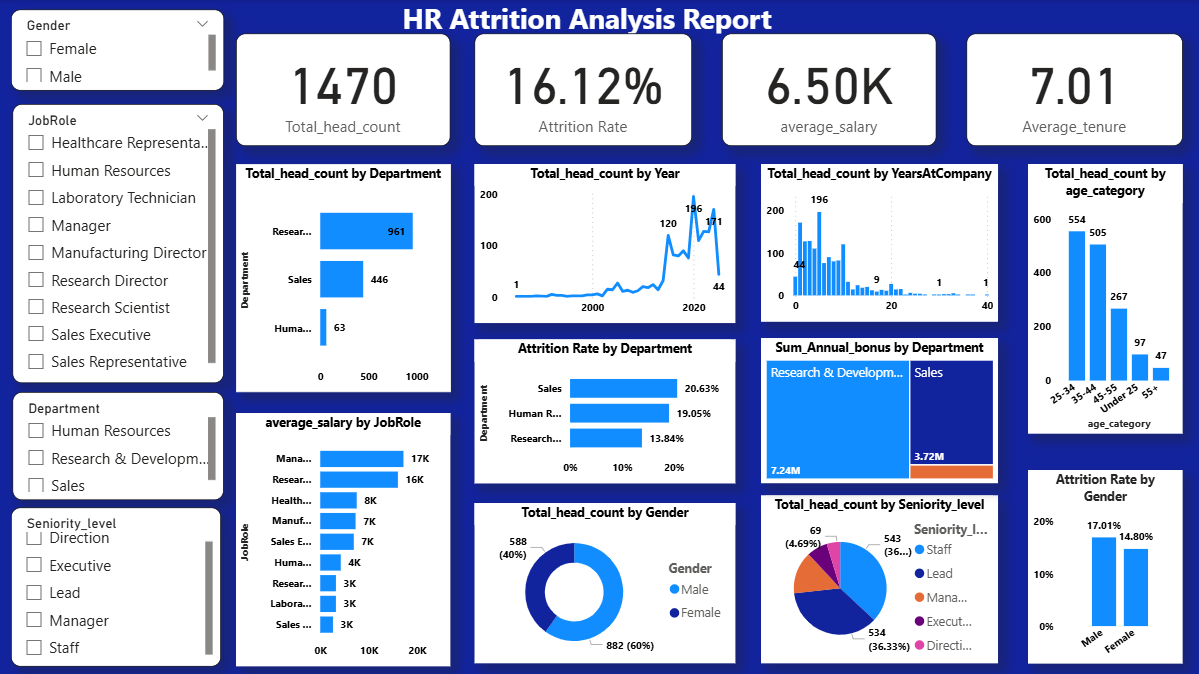 HR Attrition Analysis Report
Gender
Female
Male
JobRole
Healthcare Representa...
Human Resources
Laboratory Technician
Manager
Manufacturing Director
Research Director
Research Scientist
Sales Executive
Sales Representative
Department
Human Resources
Research & Developm...
Sales
Seniority_level
Direction
Executive
Lead
Manager
Staff
1470
Total_head_count
16.12%
Attrition Rate
6.50K
average_salary
7.01
Average_tenure
Total_head_count by Department
Department
Resear... 961
Sales 446
Huma... 63
0 500 1000
average_salary by JobRole
JobRole
Mana... 17K
Resear... 16K
Health... 8K
Manuf... 7K
Sales E... 7K
Huma... 4K
Resear... 3K
Labora... 3K
Sales ... 3K
0K 10K 20K
Total_head_count by Year
200
100
0
1
120
196
171
44
2000 2020
Attrition Rate by Department
Department
Sales 20.63%
Human R... 19.05%
Research... 13.84%
0% 10% 20%
Total_head_count by Gender
588
(40%)
882 (60%)
Gender
Male
Female
Total_head_count by YearsAtCompany
200
100
0
44
196
9
1
1
0 20 40
Sum_Annual_bonus by Department
Research & Developm...
7.24M
Sales
3.72M
Total_head_count by Seniority_level
69
(4.69%)
543
(36...)
534
(36.33%)
Seniority_l...
Staff
Lead
Mana...
Execut...
Directi...
Total_head_count by
age_category
600
400
200
0
554
505
267
97
47
25-34
35-44
45-55
Under 25
55+
age_category
Attrition Rate by
Gender
20%
10%
0%
17.01%
14.80%
Male
Female